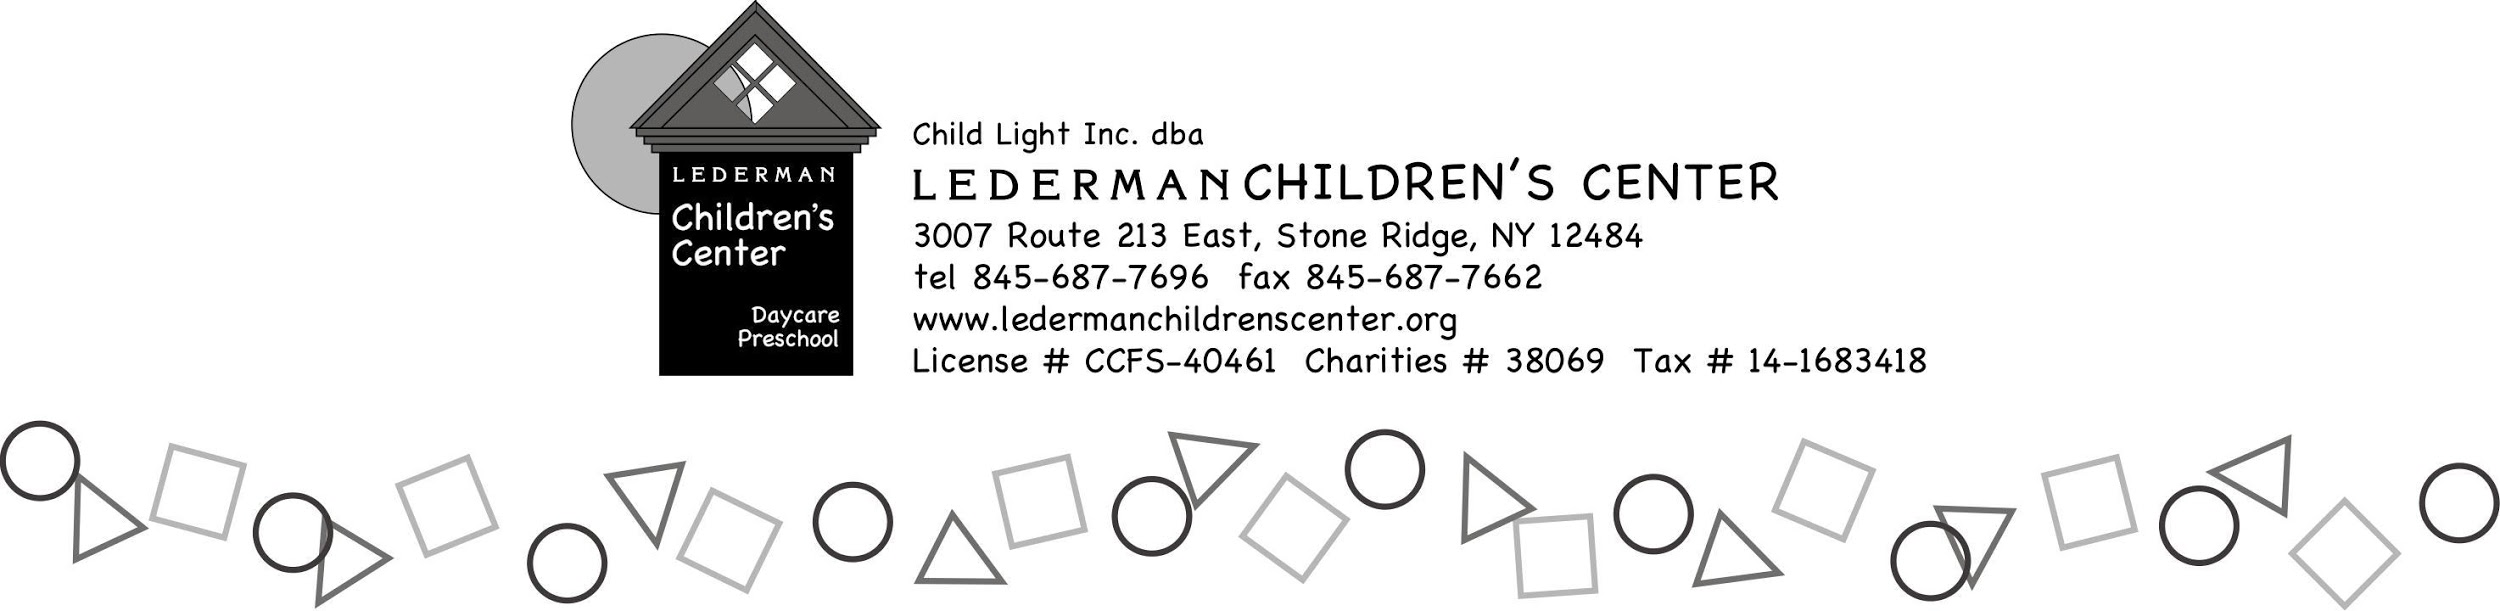 LEDERMAN
Children's
Center
Daycare
Preschool
Child Light Inc. dba
LEDERMAN CHILDREN'S CENTER
3007 Route 213 East, Stone Ridge, NY 12484
tel 845-687-7696 fax 845-687-7662
www.ledermanchildrenscenter.org
License # CCFS-40461 Charities # 38069 Tax # 14-1683418